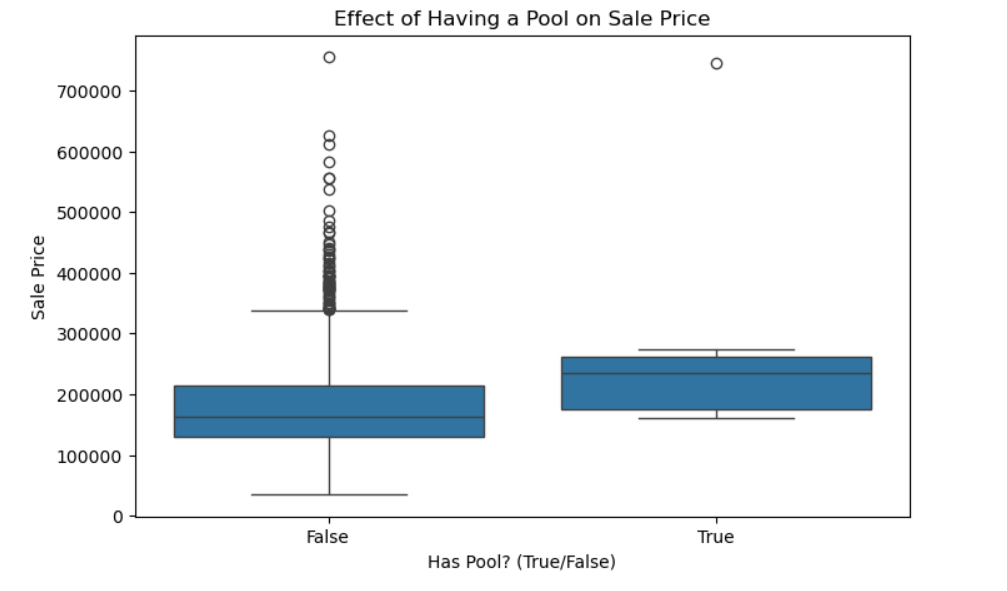 Effect of Having a Pool on Sale Price
700000
600000
500000
400000
300000
200000
100000
0
Sale Price
False
True
Has Pool? (True/False)